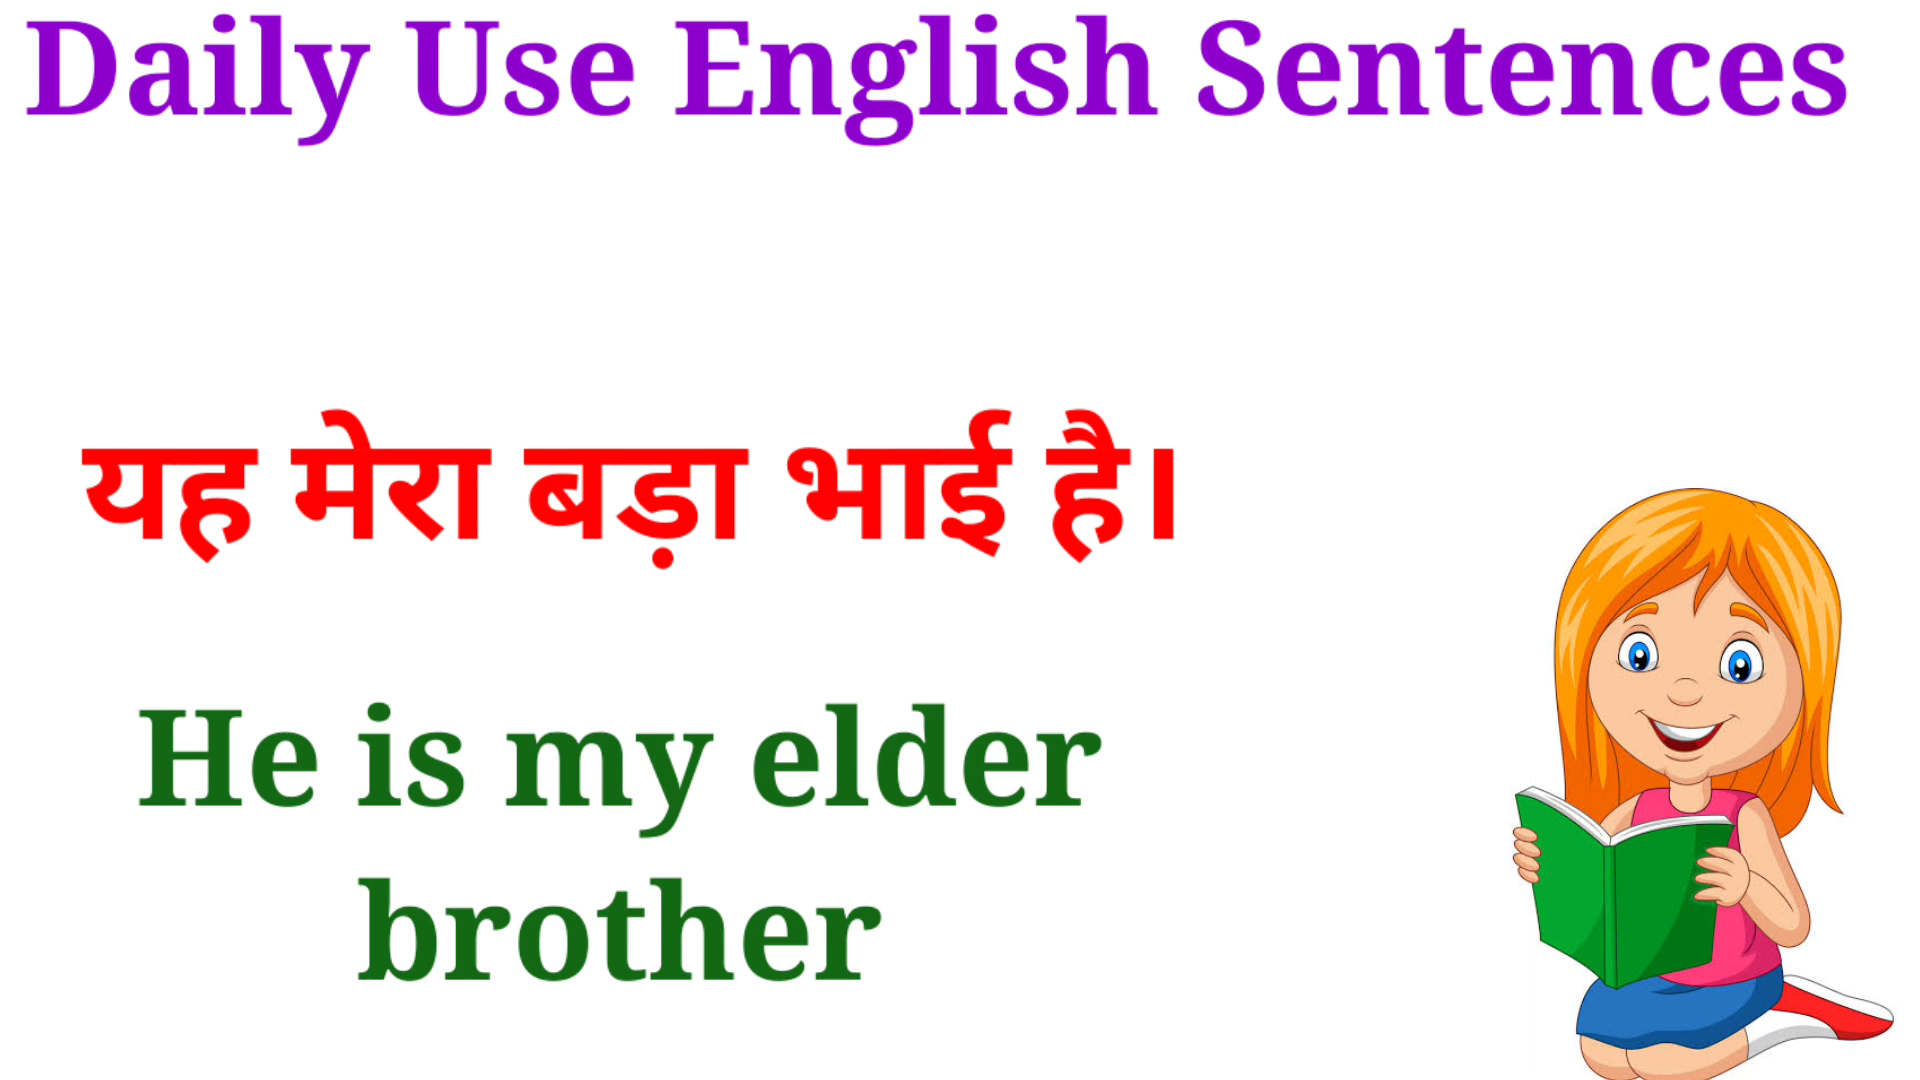 Daily Use English Sentences
यह मेरा बड़ा भाई है।
He is my elder
brother